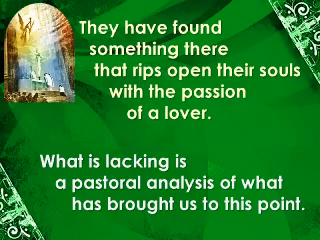 They have found
something there
that rips open their souls
with the passion
of a lover.
What is lacking is
a pastoral analysis of what
has brought us to this point.